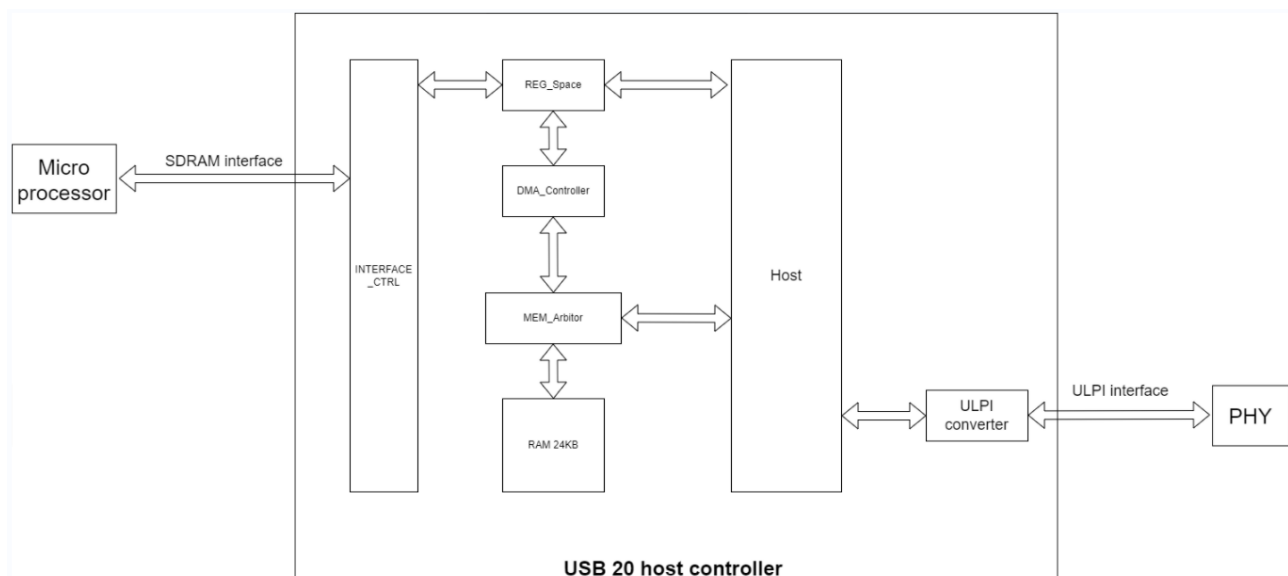 Micro
processor
SDRAM interface
INTERFACE
_CTRL
REG_Space
DMA_Controller
MEM_Arbitor
RAM 24KB
Host
ULPI
converter
ULPI interface
PHY
USB 20 host controller